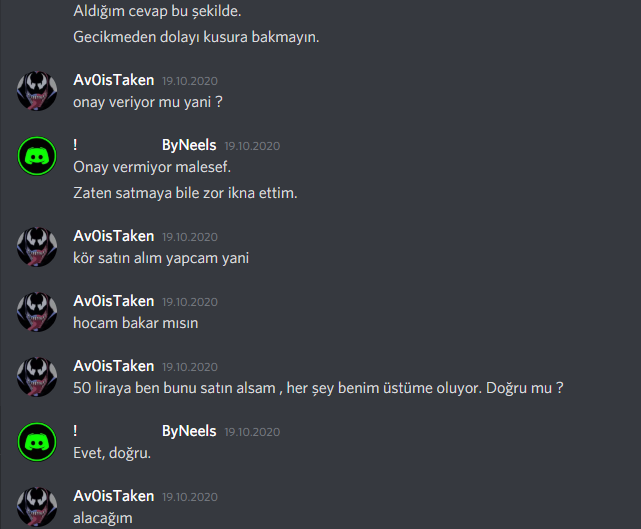 Aldığım cevap bu şekilde.
Gecikmeden dolayı kusura bakmayın.
Av0isTaken 19.10.2020
onay veriyor mu yani ?
! ByNeels 19.10.2020
Onay vermiyor malesef.
Zaten satmaya bile zor ikna ettim.
Av0isTaken 19.10.2020
kör satın alım yapcam yani
Av0isTaken 19.10.2020
hocam bakar mısın
Av0isTaken 19.10.2020
50 liraya ben bunu satın alsam , her şey benim üstüme oluyor. Doğru mu ?
! ByNeels 19.10.2020
Evet, doğru.
Av0isTaken 19.10.2020
alacağım